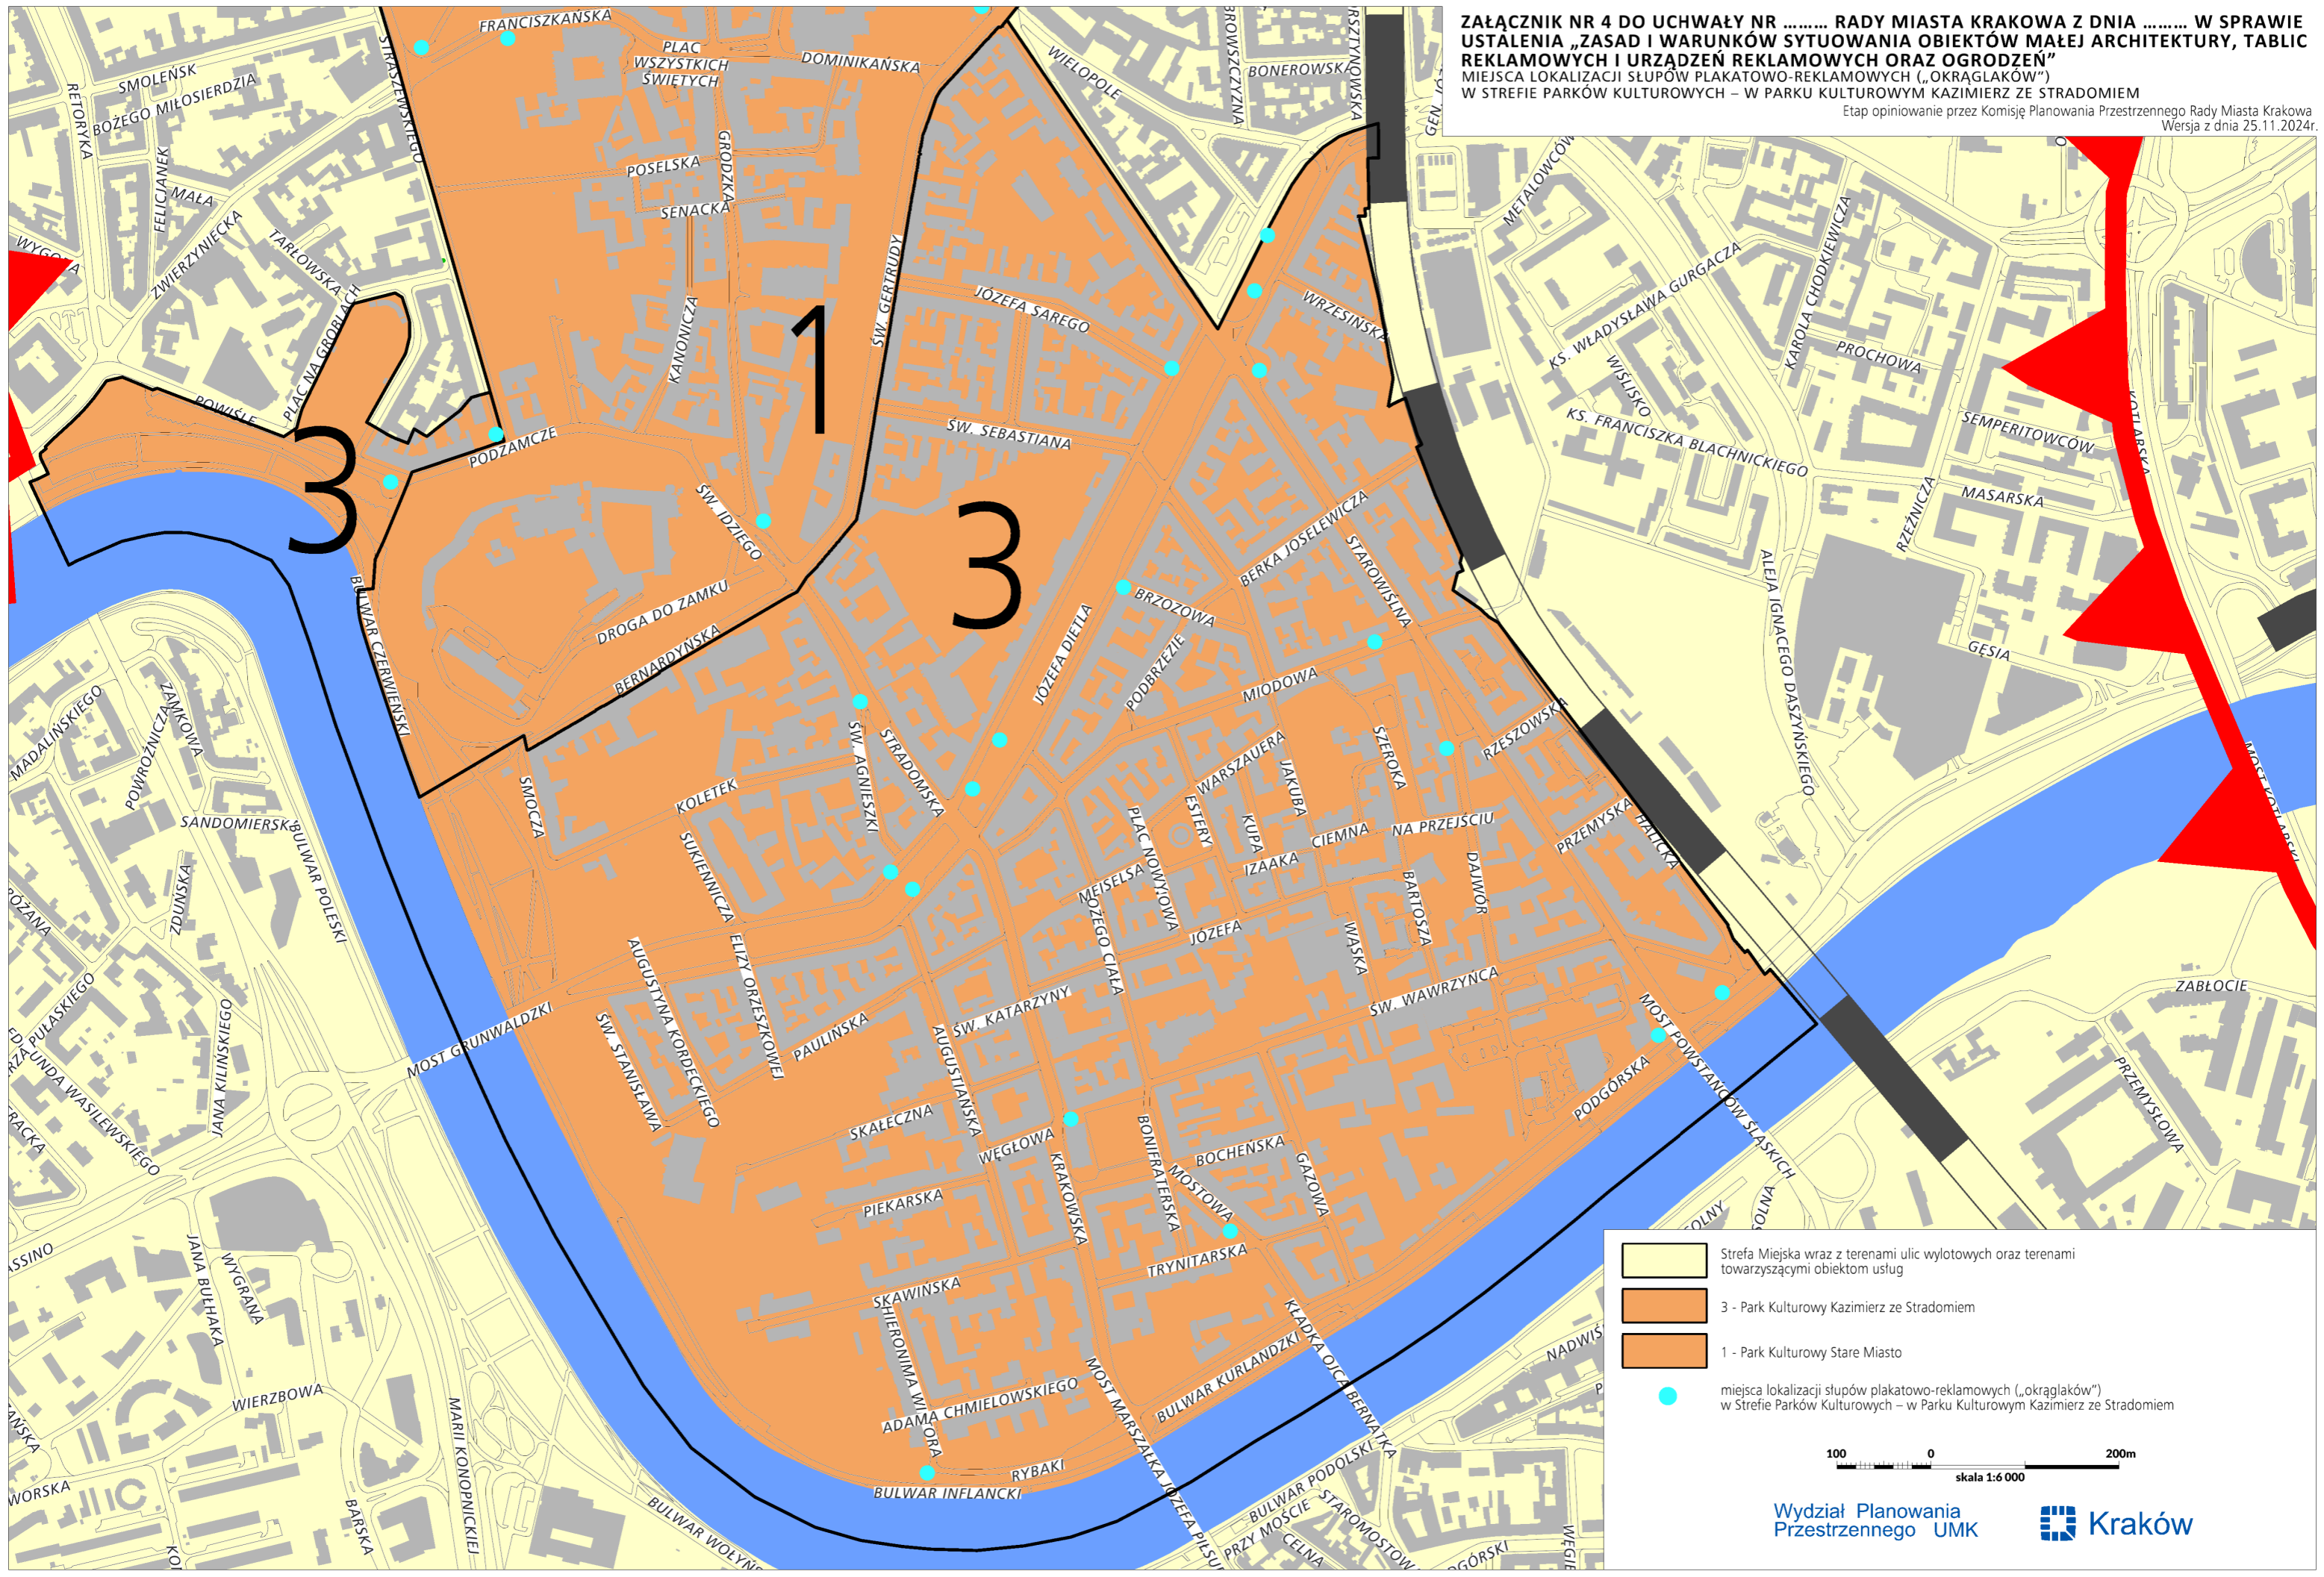 ZAŁĄCZNIK NR 4 DO UCHWAŁY NR ......... RADY MIASTA KRAKOWA Z DNIA ......... W SPRAWIE
USTALENIA „ZASAD I WARUNKÓW SYTUOWANIA OBIEKTÓW MAŁEJ ARCHITEKTURY, TABLIC
REKLAMOWYCH I URZĄDZEŃ REKLAMOWYCH ORAZ OGRODZEŃ”
MIEJSCA LOKALIZACJI SŁUPÓW PLAKATOWO-REKLAMOWYCH („OKRĄGLAKÓW”)
W STREFIE PARKÓW KULTUROWYCH – W PARKU KULTUROWYM KAZIMIERZ ZE STRADOMIEM
Etap opiniowanie przez Komisję Planowania Przestrzennego Rady Miasta Krakowa
Wersja z dnia 25.11.2024r.
FRANCISZKAŃSKA
PLAC
WSZYSTKICH
ŚWIĘTYCH
DOMINIKAŃSKA
WIELOPOLE
BONEROWSKA
STRASZEWSKIEGO
SMOLEŃSK
BOŻEGO MIŁOSIERDZIA
RETORYKA
FELICJANEK
MAŁA
ZWIERZYNIECKA
TARŁOWSKA
PLAC NA GROBLACH
POWIŚLE
PODZAMCZE
POSELSKA
SENACKA
GRODZKA
KANONICZA
ŚW. GERTRUDY
1
3
3
JÓZEFA SAREGO
ŚW. SEBASTIANA
WRZESIŃSKA
METALOWCÓW
KS. WŁADYSŁAWA GURGACZA
KAROLA CHODKIEWICZA
PROCHOWA
WIŚLISKO
KS. FRANCISZKA BLACHNICKIEGO
SEMPERITOWCÓW
MASARSKA
RZEŹNICZA
KOTLARSKA
GĘSIA
ALEJA IGNACEGO DASZYŃSKIEGO
ŚW. IDZIEGO
DROGA DO ZAMKU
BERNARDYŃSKA
BULWAR CZERWIEŃSKI
BERKA JOSELEWICZA
STAROWIŚLNA
BRZOZOWA
PODBRZEZIE
JÓZEFA DIETLA
MIODOWA
SZEROKA
RZESZOWSKA
WARSZAUERA
JAKUBA
ESTERY
KUPA
PLAC NOWY
NOWA
CIEMNA
NA PRZEJŚCIU
IZAAKA
PRZEMYSKA
HALICKA
DAJWÓR
BARTOSZA
WĄSKA
JÓZEFA
MEISELSA
BOŻEGO CIAŁA
STRADOMSKA
ŚW. AGNIESZKI
KOLETEK
SMOCZA
SUKIENNICZA
MADALIŃSKIEGO
POWROŹNICZA
ZAMKOWA
ZDUŃSKA
BULWAR POLESKI
JANA KILIŃSKIEGO
MOST GRUNWALDZKI
AUGUSTYNA KORDECKIEGO
ELIZY ORZESZKOWEJ
ŚW. STANISŁAWA
PAULIŃSKA
ŚW. KATARZYNY
AUGUSTIAŃSKA
ŚW. WAWRZYŃCA
MOST POWSTAŃCÓW ŚLĄSKICH
PODGÓRSKA
SKAŁECZNA
WĘGŁOWA
KRAKOWSKA
BONIFRATERSKA
BOCHEŃSKA
MOSTOWA
GAZOWA
PIEKARSKA
TRYNITARSKA
SKAWIŃSKA
HIERONIMA WIETORA
ADAMA CHMIELOWSKIEGO
RYBAKI
BULWAR INFLANCKI
BULWAR KURLANDZKI
KŁADKA OJCA BERNATKA
BULWAR PODOLSKI
PRZY MOŚCIE
CELNA
JANA BUŁHAKA
WYGRANA
WIERZBOWA
MARII KONOPNICKIEJ
BARSKA
ZABŁOCIE
PRZEMYSŁOWA
Strefa Miejska wraz z terenami ulic wylotowych oraz terenami
towarzyszącymi obiektom usług
3 - Park Kulturowy Kazimierz ze Stradomiem
1 - Park Kulturowy Stare Miasto
miejsca lokalizacji słupów plakatowo-reklamowych („okrąglaków”)
w Strefie Parków Kulturowych – w Parku Kulturowym Kazimierz ze Stradomiem
100 0 200m
skala 1:6 000
Wydział Planowania
Przestrzennego UMK
Kraków